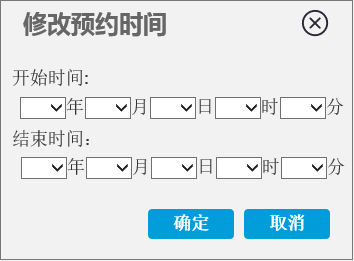 修改预约时间
开始时间:
年 月 日 时 分
结束时间：
年 月 日 时 分
确定 取消